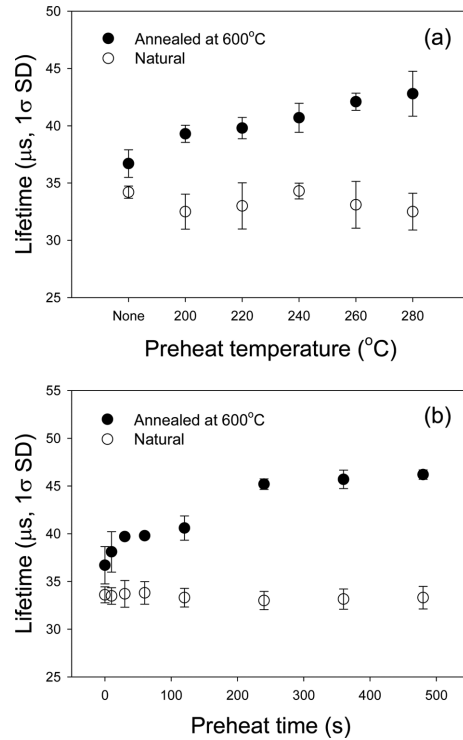 50
(a)
Annealed at 600°C
45
Natural
40
35
30
25
Lifetime (μs, 1σ SD)
None 200 220 240 260 280
Preheat temperature (°C)
55
(b)
Annealed at 600°C
50
Natural
45
40
35
30
25
Lifetime (μs, 1σ SD)
0 100 200 300 400 500
Preheat time (s)